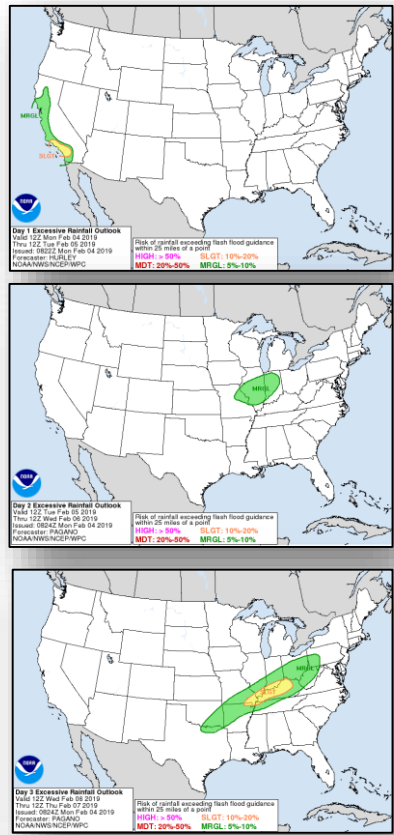 MRGL
SLGT
noaa
Day 1 Excessive Rainfall Outlook
Valid 12Z Mon Feb 04 2019
Thru 12Z Tue Feb 05 2019
Issued: 0822Z Mon Feb 04 2019
Forecaster: HURLEY
NOAA/NWS/NCEP/WPC
Risk of rainfall exceeding flash flood guidance
within 25 miles of a point
HIGH: > 50% SLGT: 10%-20%
MDT: 20%-50% MRGL: 5%-10%
MRGL
noaa
Day 2 Excessive Rainfall Outlook
Valid 12Z Tue Feb 05 2019
Thru 12Z Wed Feb 06 2019
Issued: 0824Z Mon Feb 04 2019
Forecaster: PAGANO
NOAA/NWS/NCEP/WPC
Risk of rainfall exceeding flash flood guidance
within 25 miles of a point
HIGH: > 50% SLGT: 10%-20%
MDT: 20%-50% MRGL: 5%-10%
MRGL
SLGT
noaa
Day 3 Excessive Rainfall Outlook
Valid 12Z Wed Feb 06 2019
Thru 12Z Thu Feb 07 2019
Issued: 0824Z Mon Feb 04 2019
Forecaster: PAGANO
NOAA/NWS/NCEP/WPC
Risk of rainfall exceeding flash flood guidance
within 25 miles of a point
HIGH: > 50% SLGT: 10%-20%
MDT: 20%-50% MRGL: 5%-10%